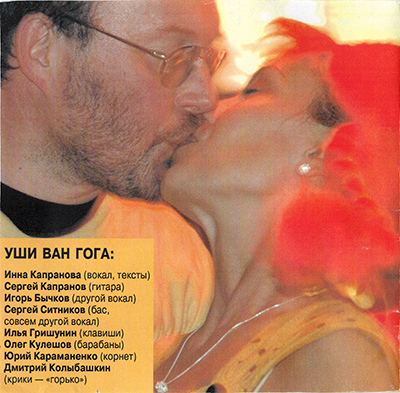 УШИ ВАН ГОГА:
Инна Капранова (вокал, тексты)
Сергей Капранов (гитара)
Игорь Бычков (другой вокал)
Сергей Ситников (бас,
совсем другой вокал)
Илья Гришунин (клавиши)
Олег Кулешов (барабаны)
Юрий Караманенко (корнет)
Дмитрий Колыбашкин
(крики — «горько»)